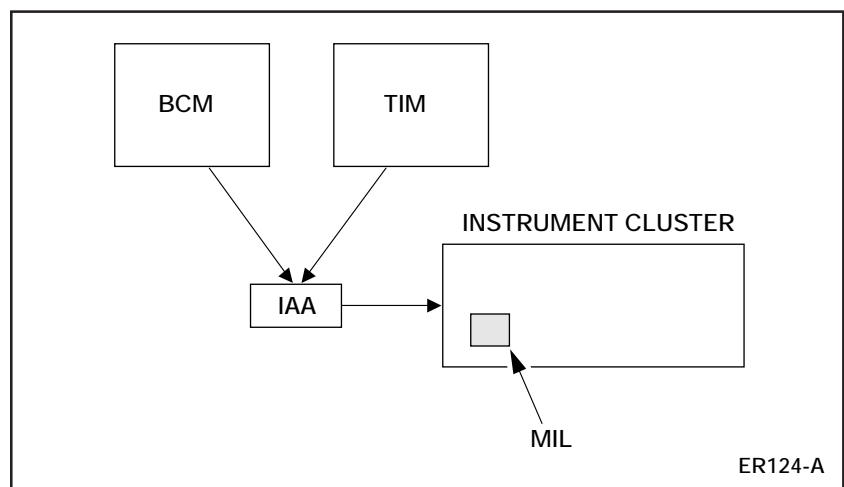 BCM
TIM
INSTRUMENT CLUSTER
IAA
MIL
ER124-A